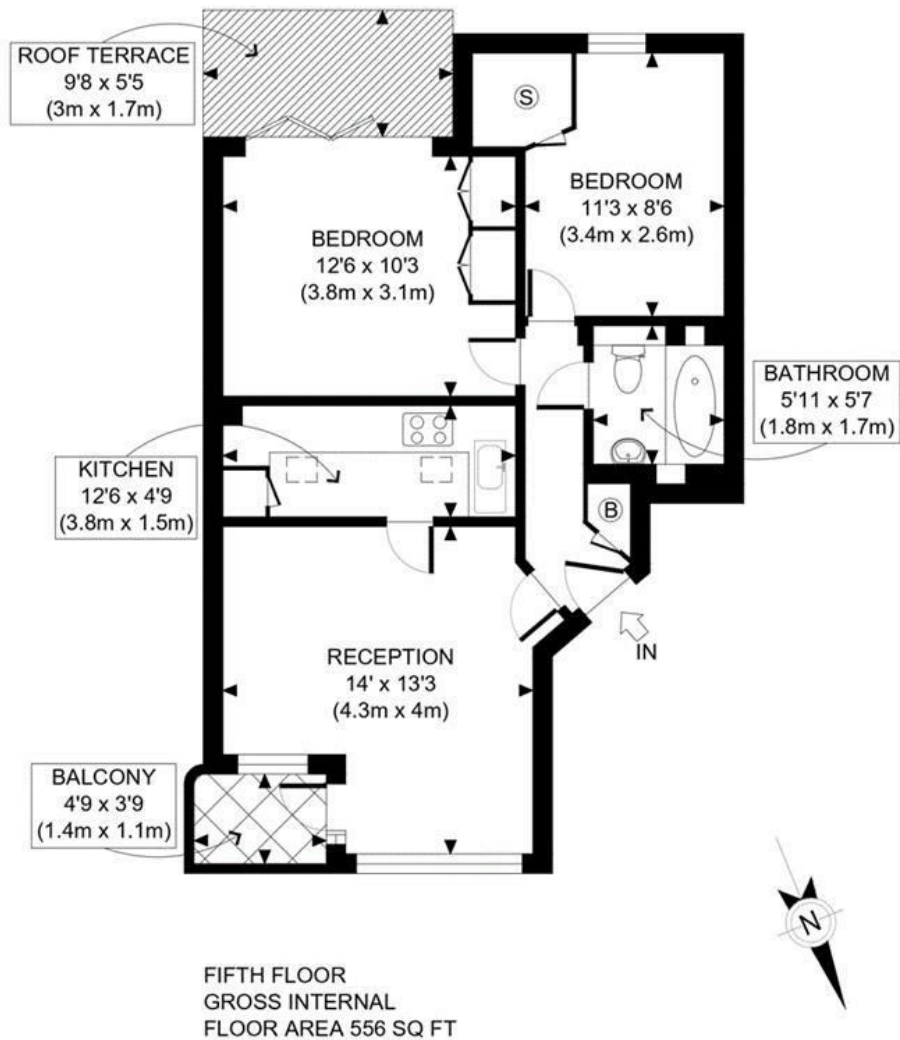 ROOF TERRACE
9'8 x 5'5
(3m x 1.7m)
S
BEDROOM
11'3 x 8'6
(3.4m x 2.6m)
BEDROOM
12'6 x 10'3
(3.8m x 3.1m)
BATHROOM
5'11 x 5'7
(1.8m x 1.7m)
KITCHEN
12'6 x 4'9
(3.8m x 1.5m)
B
IN
RECEPTION
14' x 13'3
(4.3m x 4m)
BALCONY
4'9 x 3'9
(1.4m x 1.1m)
N
FIFTH FLOOR
GROSS INTERNAL
FLOOR AREA 556 SQ FT